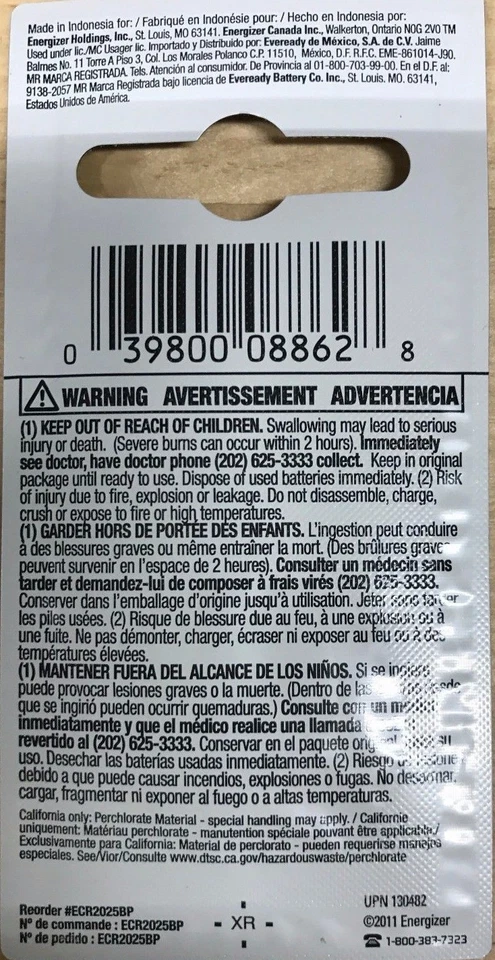 Made in Indonesia for: / Fabriqué en Indonésie pour: / Hecho en Indonesia por:
Energizer Holdings, Inc., St. Louis, MO 63141. Energizer Canada Inc., Walkerton, Ontario N0G 2V0 TM
Used under lic./MC Usager lic. Importado y Distribuido por: Eveready de México, S.A. de C.V. Jaime
Balmes No. 11 Torre A Piso 3, Col. Los Morales Polanco C.P. 11510, México, D.F. R.F.C. EME-861014-J90.
MR MARCA REGISTRADA. Tels. Atención al consumidor. De Provincia al 01-800-703-99-00. En el D.F. al:
9138-2057 MR Marca Registrada bajo licencia de Eveready Battery Co. Inc., St. Louis. MO. 63141,
Estados Unidos de América.
0 39800 08862 8
WARNING AVERTISSEMENT ADVERTENCIA
(1) KEEP OUT OF REACH OF CHILDREN. Swallowing may lead to serious
injury or death. (Severe burns can occur within 2 hours). Immediately
see doctor, have doctor phone (202) 625-3333 collect. Keep in original
package until ready to use. Dispose of used batteries immediately. (2) Risk
of injury due to fire, explosion or leakage. Do not disassemble, charge,
crush or expose to fire or high temperatures.
(1) GARDER HORS DE PORTÉE DES ENFANTS. L'ingestion peut conduire
à des blessures graves ou même entraîner la mort. (Des brûlures graves
peuvent survenir en l'espace de 2 heures). Consulter un médecin sans
tarder et demandez-lui de composer à frais virés (202) 625-3333.
Conserver dans l'emballage d'origine jusqu'à utilisation. Jeter sans tarder
les piles usées. (2) Risque de blessure due au feu, à une explosion ou à
une fuite. Ne pas démonter, charger, écraser ni exposer au feu ou à des
températures élevées.
(1) MANTENER FUERA DEL ALCANCE DE LOS NIÑOS. Si se ingiere
puede provocar lesiones graves o la muerte. (Dentro de las
que se ingirió pueden ocurrir quemaduras.) Consulte con un médico
inmediatamente y que el médico realice una llamada
revertido al (202) 625-3333. Conservar en el paquete su
uso. Desechar las baterías usadas inmediatamente. (2) Riesgo
debido a que puede causar incendios, explosiones o fugas. No desarmar,
cargar, fragmentar ni exponer al fuego o a altas temperaturas.
California only: Perchlorate Material - special handling may apply. / Californie
uniquement: Matériau perchlorate - manutention spéciale pouvant être applicable./
Exclusivamente para California: Material de perclorato - pueden requerirse manejos
especiales. See/Vior/Consulte www.dtsc.ca.gov/hazardouswaste/perchlorate
Reorder #ECR2025BP
N° de commande : ECR2025BP
N° de pedido : ECR2025BP
- XR -
UPN 130482
©2011 Energizer
1-800-383-7323